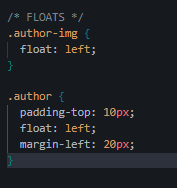 /* FLOATS */
.author-img {
  float: left;
}

.author {
  padding-top: 10px;
  float: left;
  margin-left: 20px;
}